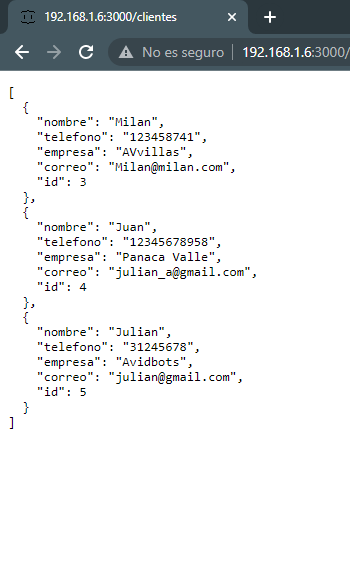 192.168.1.6:3000/clientes
No es seguro 192.168.1.6:3000/
[
  {
    "nombre": "Milan",
    "telefono": "123458741",
    "empresa": "AVvillas",
    "correo": "Milan@milan.com",
    "id": 3
  },
  {
    "nombre": "Juan",
    "telefono": "12345678958",
    "empresa": "Panaca Valle",
    "correo": "julian_a@gmail.com",
    "id": 4
  },
  {
    "nombre": "Julian",
    "telefono": "31245678",
    "empresa": "Avidbots",
    "correo": "julian@gmail.com",
    "id": 5
  }
]